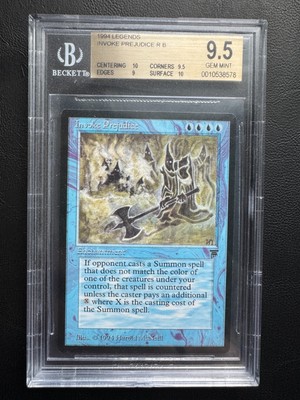 1994 LEGENDS
INVOKE PREJUDICE R B
9.5
CENTERING 10 CORNERS 9.5
GEM MINT
EDGES 9 SURFACE 10
0010538578
BECKETT
Invoke Prejudice
If opponent casts a Summon spell
that does not match the color of
one of the creatures under your
control, that spell is countered
unless the caster pays an additional
X where X is the casting cost
of the Summon spell.
Illus. © 1994